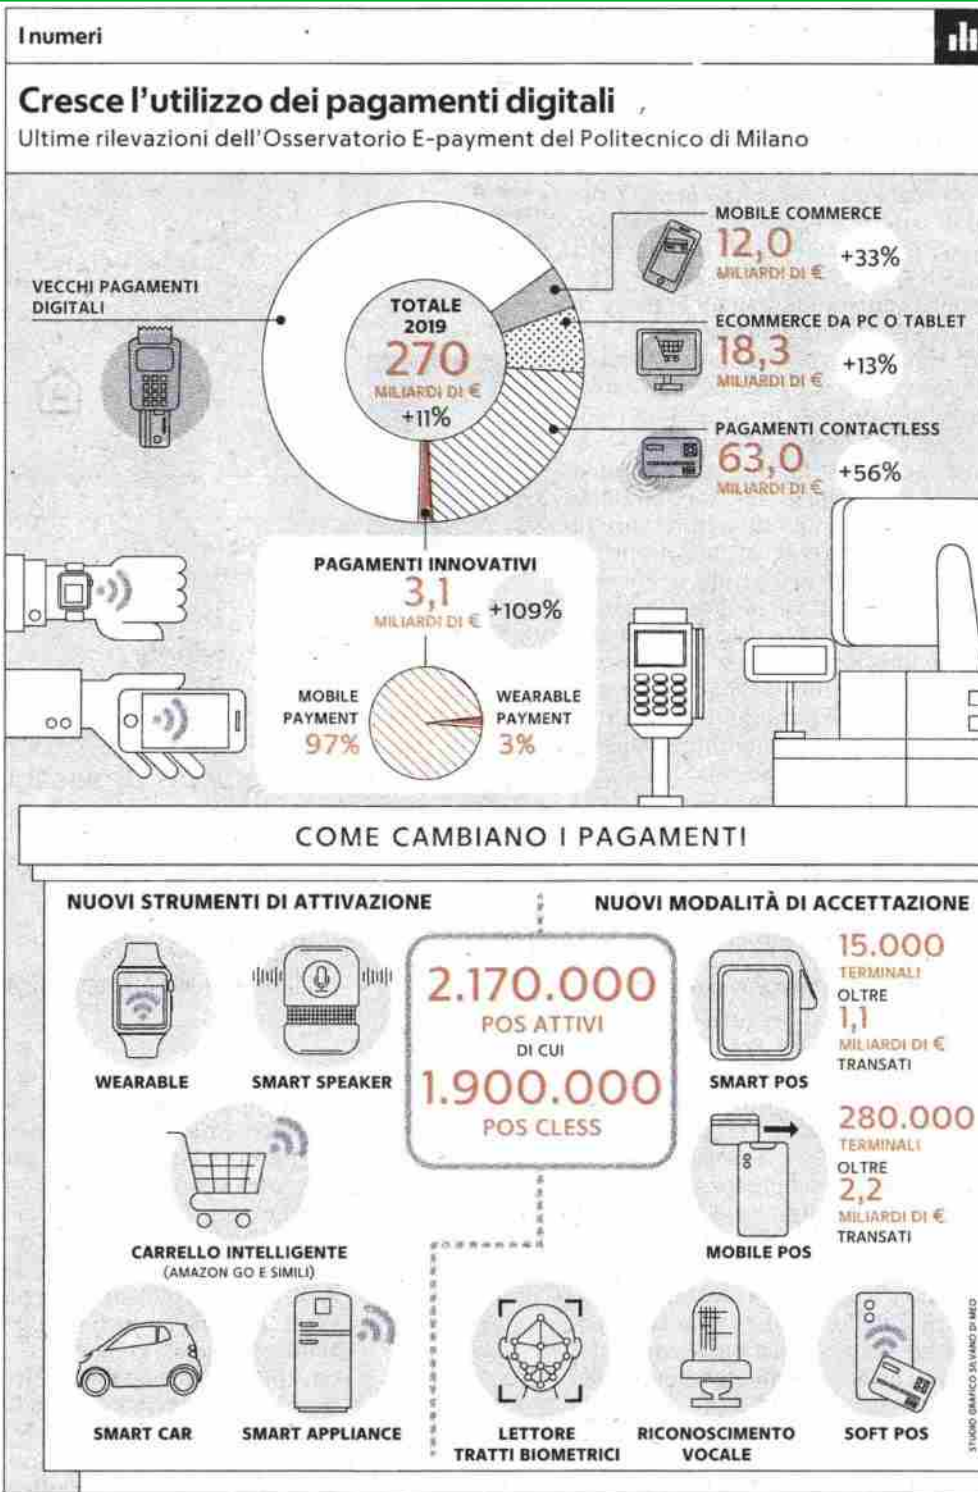 I numeri
Cresce l'utilizzo dei pagamenti digitali
Ultime rilevazioni dell'Osservatorio E-payment del Politecnico di Milano
VECCHI PAGAMENTI
DIGITALI
TOTALE
2019
270
MILIARDI DI €
+11%
MOBILE COMMERCE
12,0
MILIARDI DI €
+33%
ECOMMERCE DA PC O TABLET
18,3
MILIARDI DI €
+13%
PAGAMENTI CONTACTLESS
63,0
MILIARDI DI €
+56%
PAGAMENTI INNOVATIVI
3,1
MILIARDI DI €
+109%
MOBILE
PAYMENT
97%
WEARABLE
PAYMENT
3%
COME CAMBIANO I PAGAMENTI
NUOVI STRUMENTI DI ATTIVAZIONE
WEARABLE
SMART SPEAKER
CARRELLO INTELLIGENTE
(AMAZON GO E SIMILI)
SMART CAR
SMART APPLIANCE
2.170.000
POS ATTIVI
DI CUI
1.900.000
POS CLESS
NUOVI MODALITÀ DI ACCETTAZIONE
15.000
TERMINALI
OLTRE
1,1
MILIARDI DI €
TRANSATI
SMART POS
280.000
TERMINALI
OLTRE
2,2
MILIARDI DI €
TRANSATI
MOBILE POS
LETTORE
TRATTI BIOMETRICI
RICONOSCIMENTO
VOCALE
SOFT POS
STUDIO GRAFICO SILVANO DI MEO